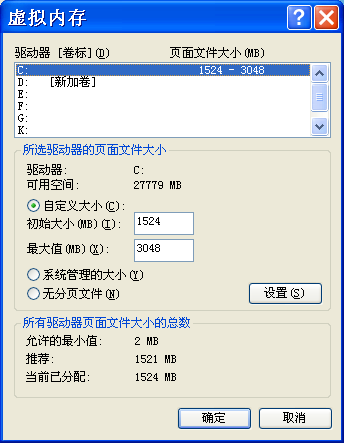 虚拟内存
驱动器 [卷标](D) 页面文件大小(MB)
C: 1524 - 3048
D: [新加卷]
E:
F:
G:
K:
所选驱动器的页面文件大小
驱动器: C:
可用空间: 27779 MB
自定义大小(C):
初始大小(MB)(I): 1524
最大值(MB)(X): 3048
系统管理的大小(Y)
无分页文件(N) 设置(S)
所有驱动器页面文件大小的总数
允许的最小值: 2 MB
推荐: 1521 MB
当前已分配: 1524 MB
确定 取消